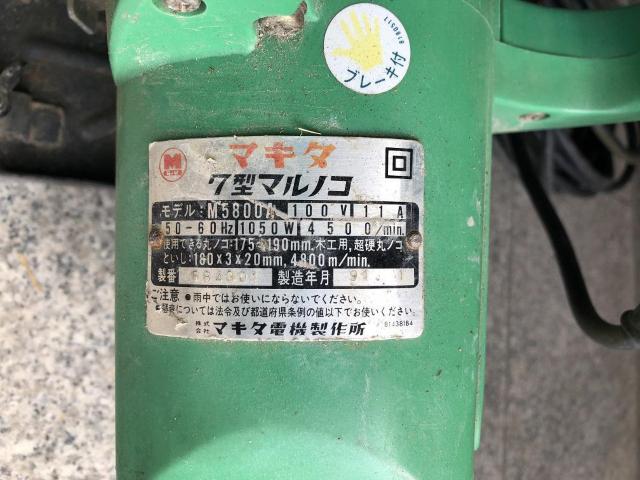 ブレーキ付
マキタ
7型マルノコ
モデル: M5800A 100V 11A
50-60Hz 1050W 4500/min.
使用できる丸ノコ:175~190mm.木工用,超硬丸ノコ
といし:180×3×20mm,4800m/min.
製番 製造年月
ご注意 ●雨中ではお使いにならないでください。
●騒音については法令及び都道府県条例の値以下でお使いください。
株式会社 マキタ電機製作所